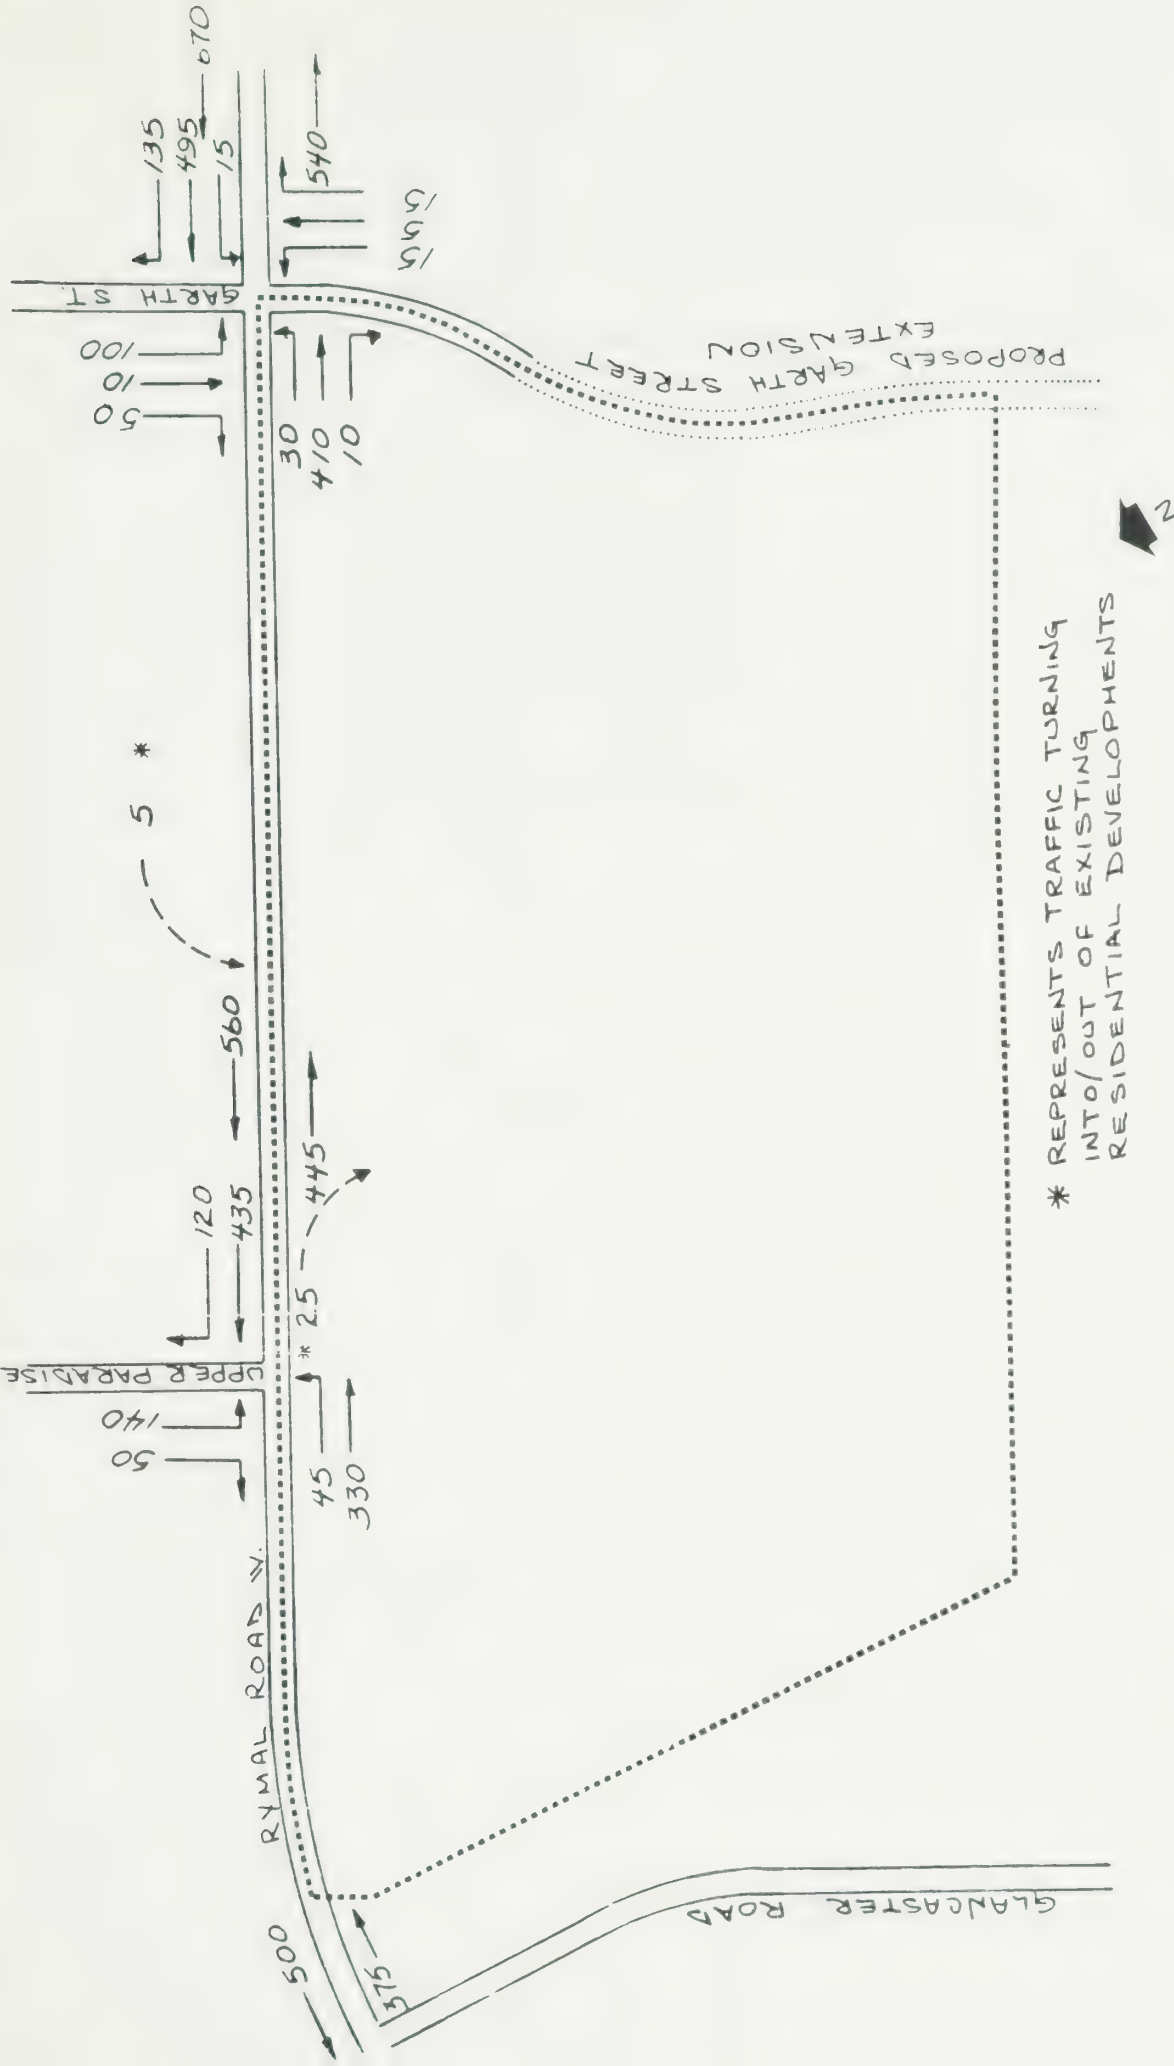 GARTH ST.
135
495
670
15
540
15
5
15
100
10
50
30
410
10
PROPOSED GARTH STREET
EXTENSION
5 *
560
120
435
445
* 25
UPPER PARADISE
140
50
45
330
RYMAL ROAD W.
500
375
GLANCASTER ROAD
* REPRESENTS TRAFFIC TURNING
INTO/OUT OF EXISTING
RESIDENTIAL DEVELOPMENTS